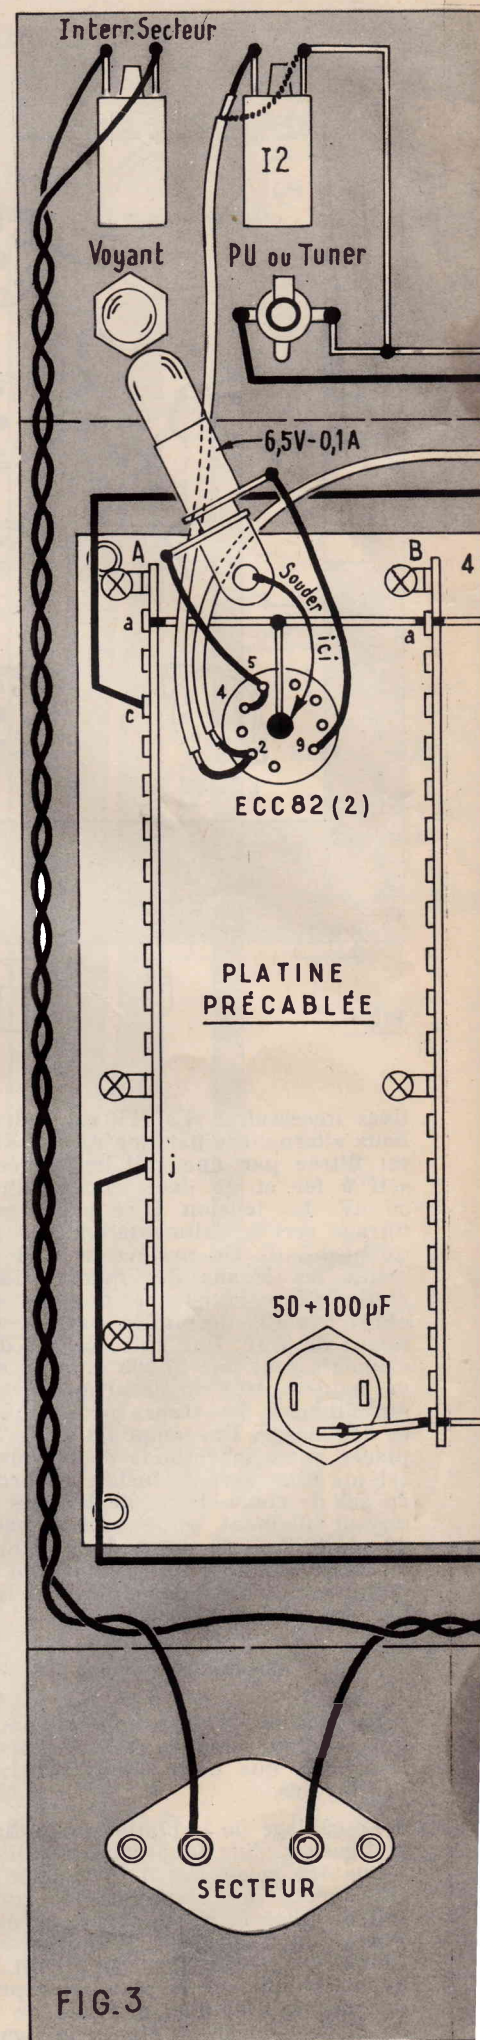 Interr.Secteur
I2
Voyant
PU ou Tuner
6,5V-0,1A
A
B
4
Souder ici
a
a
5
4
c
2
9
ECC82(2)
PLATINE
PRÉCABLÉE
j
50+100µF
SECTEUR
FIG.3